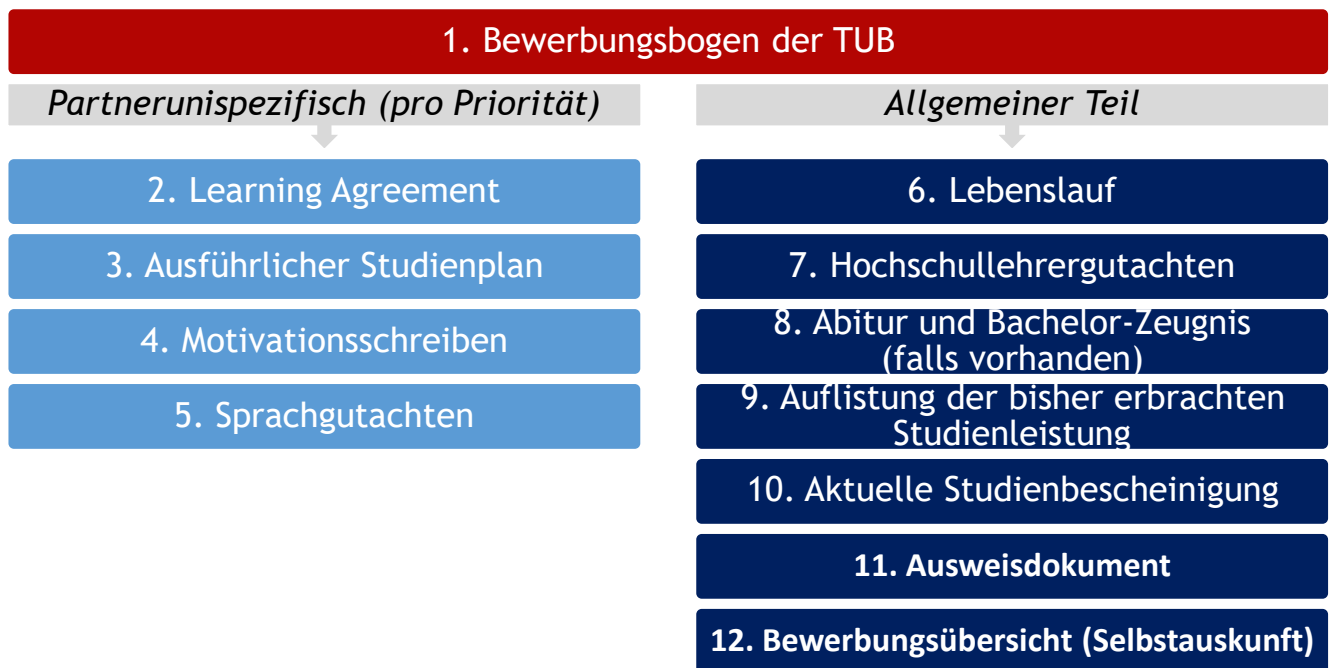 1. Bewerbungsbogen der TUB
Partnerunispezifisch (pro Priorität)
2. Learning Agreement
3. Ausführlicher Studienplan
4. Motivationsschreiben
5. Sprachgutachten
Allgemeiner Teil
6. Lebenslauf
7. Hochschullehrergutachten
8. Abitur und Bachelor-Zeugnis
(falls vorhanden)
9. Auflistung der bisher erbrachten
Studienleistung
10. Aktuelle Studienbescheinigung
11. Ausweisdokument
12. Bewerbungsübersicht (Selbstauskunft)